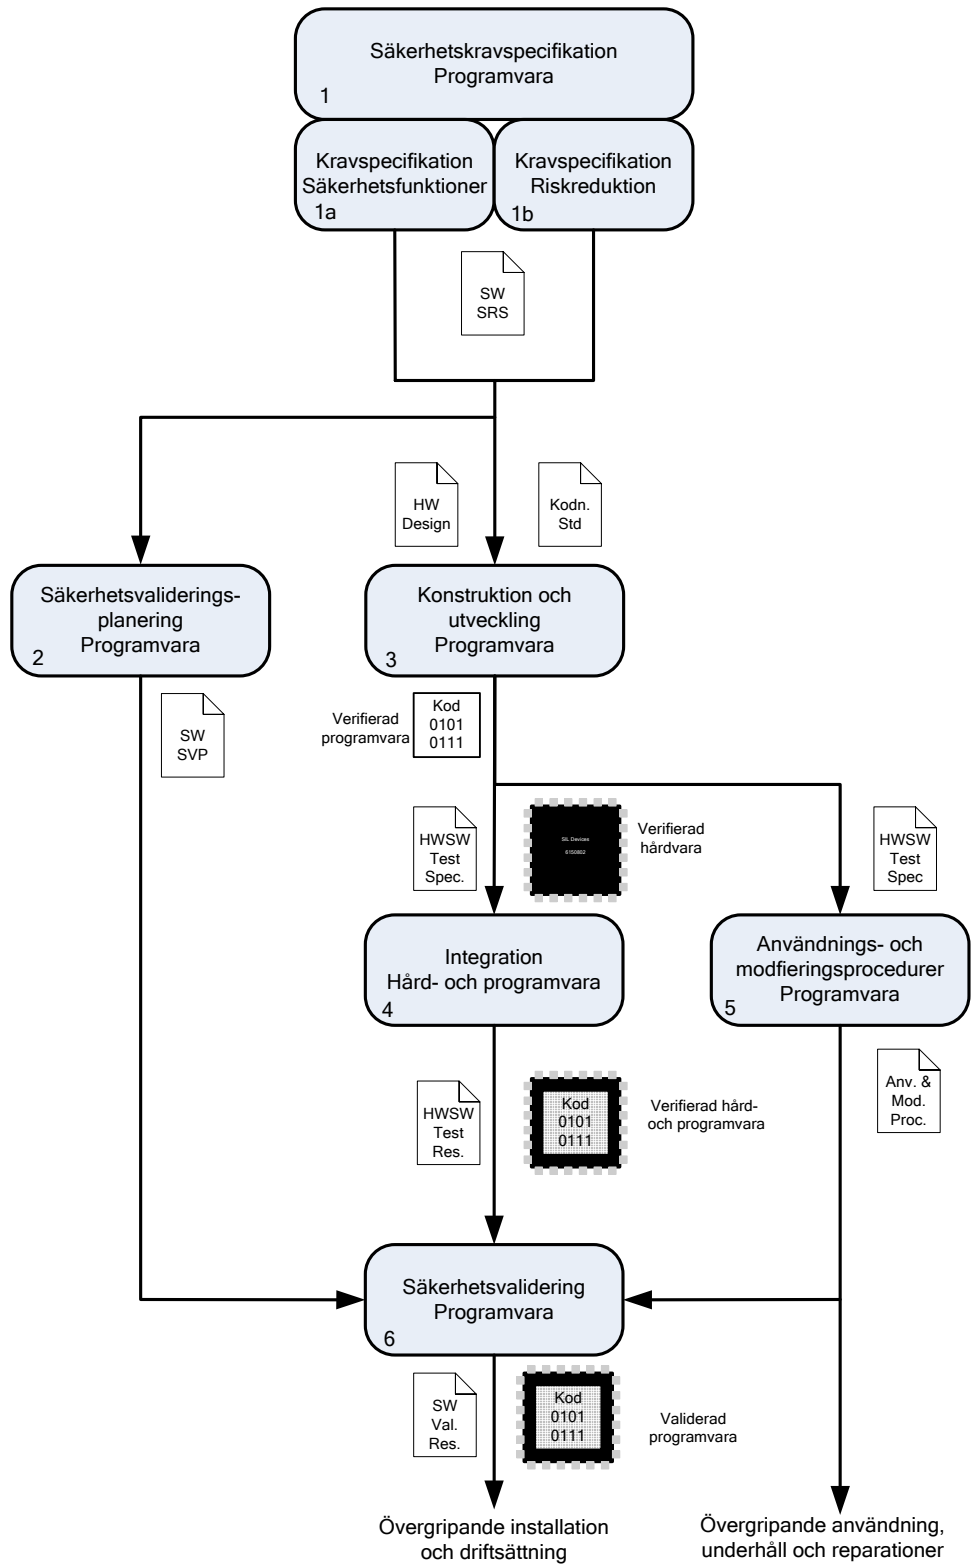 Säkerhetskravspecifikation
Programvara
1
Kravspecifikation
Säkerhetsfunktioner
1a
Kravspecifikation
Riskreduktion
1b
SW
SRS
HW
Design
Kodn.
Std
Säkerhetsvaliderings-
planering
Programvara
2
Konstruktion och
utveckling
Programvara
3
SW
SVP
Verifierad
programvara
Kod
0101
0111
HWSW
Test
Spec.
SIL Devices
6150802
Verifierad
hårdvara
HWSW
Test
Spec
Integration
Hård- och programvara
4
Användnings- och
modfieringsprocedurer
Programvara
5
HWSW
Test
Res.
Kod
0101
0111
Verifierad hård-
och programvara
Anv. &
Mod.
Proc.
Säkerhetsvalidering
Programvara
6
SW
Val.
Res.
Kod
0101
0111
Validerad
programvara
Övergripande installation
och driftsättning
Övergripande användning,
underhåll och reparationer